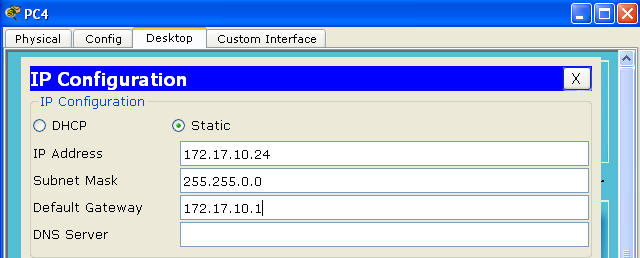 PC4
Physical Config Desktop Custom Interface
IP Configuration X
IP Configuration
DHCP Static
IP Address 172.17.10.24
Subnet Mask 255.255.0.0
Default Gateway 172.17.10.1
DNS Server